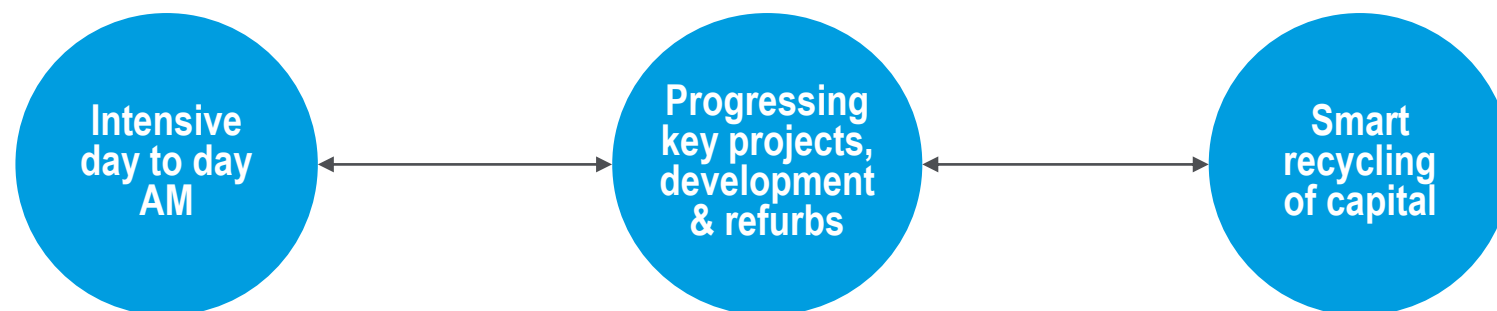 Intensive
day to day
AM
Progressing
key projects,
development
& refurbs
Smart
recycling
of capital